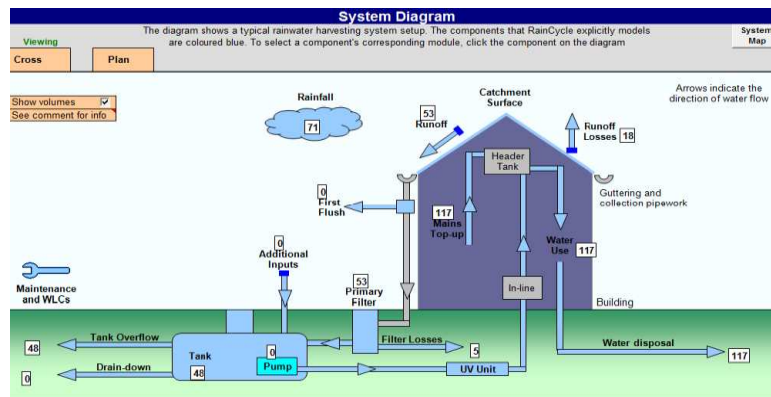 System Diagram
The diagram shows a typical rainwater harvesting system setup. The components that RainCycle explicitly models
are coloured blue. To select a component's corresponding module, click the component on the diagram
System
Map
Viewing
Cross
Plan
Show volumes
See comment for info
Arrows indicate the
direction of water flow
Rainfall
71
Catchment
Surface
53
Runoff
Runoff
Losses
18
Header
Tank
0
First
Flush
Guttering and
collection pipework
117
Mains
Top-up
Water
Use
117
0
Additional
Inputs
53
Primary
Filter
In-line
Maintenance
and WLCs
Building
Tank Overflow
48
Filter Losses
5
Water disposal
117
Tank
48
0
Pump
UV Unit
Drain-down
0